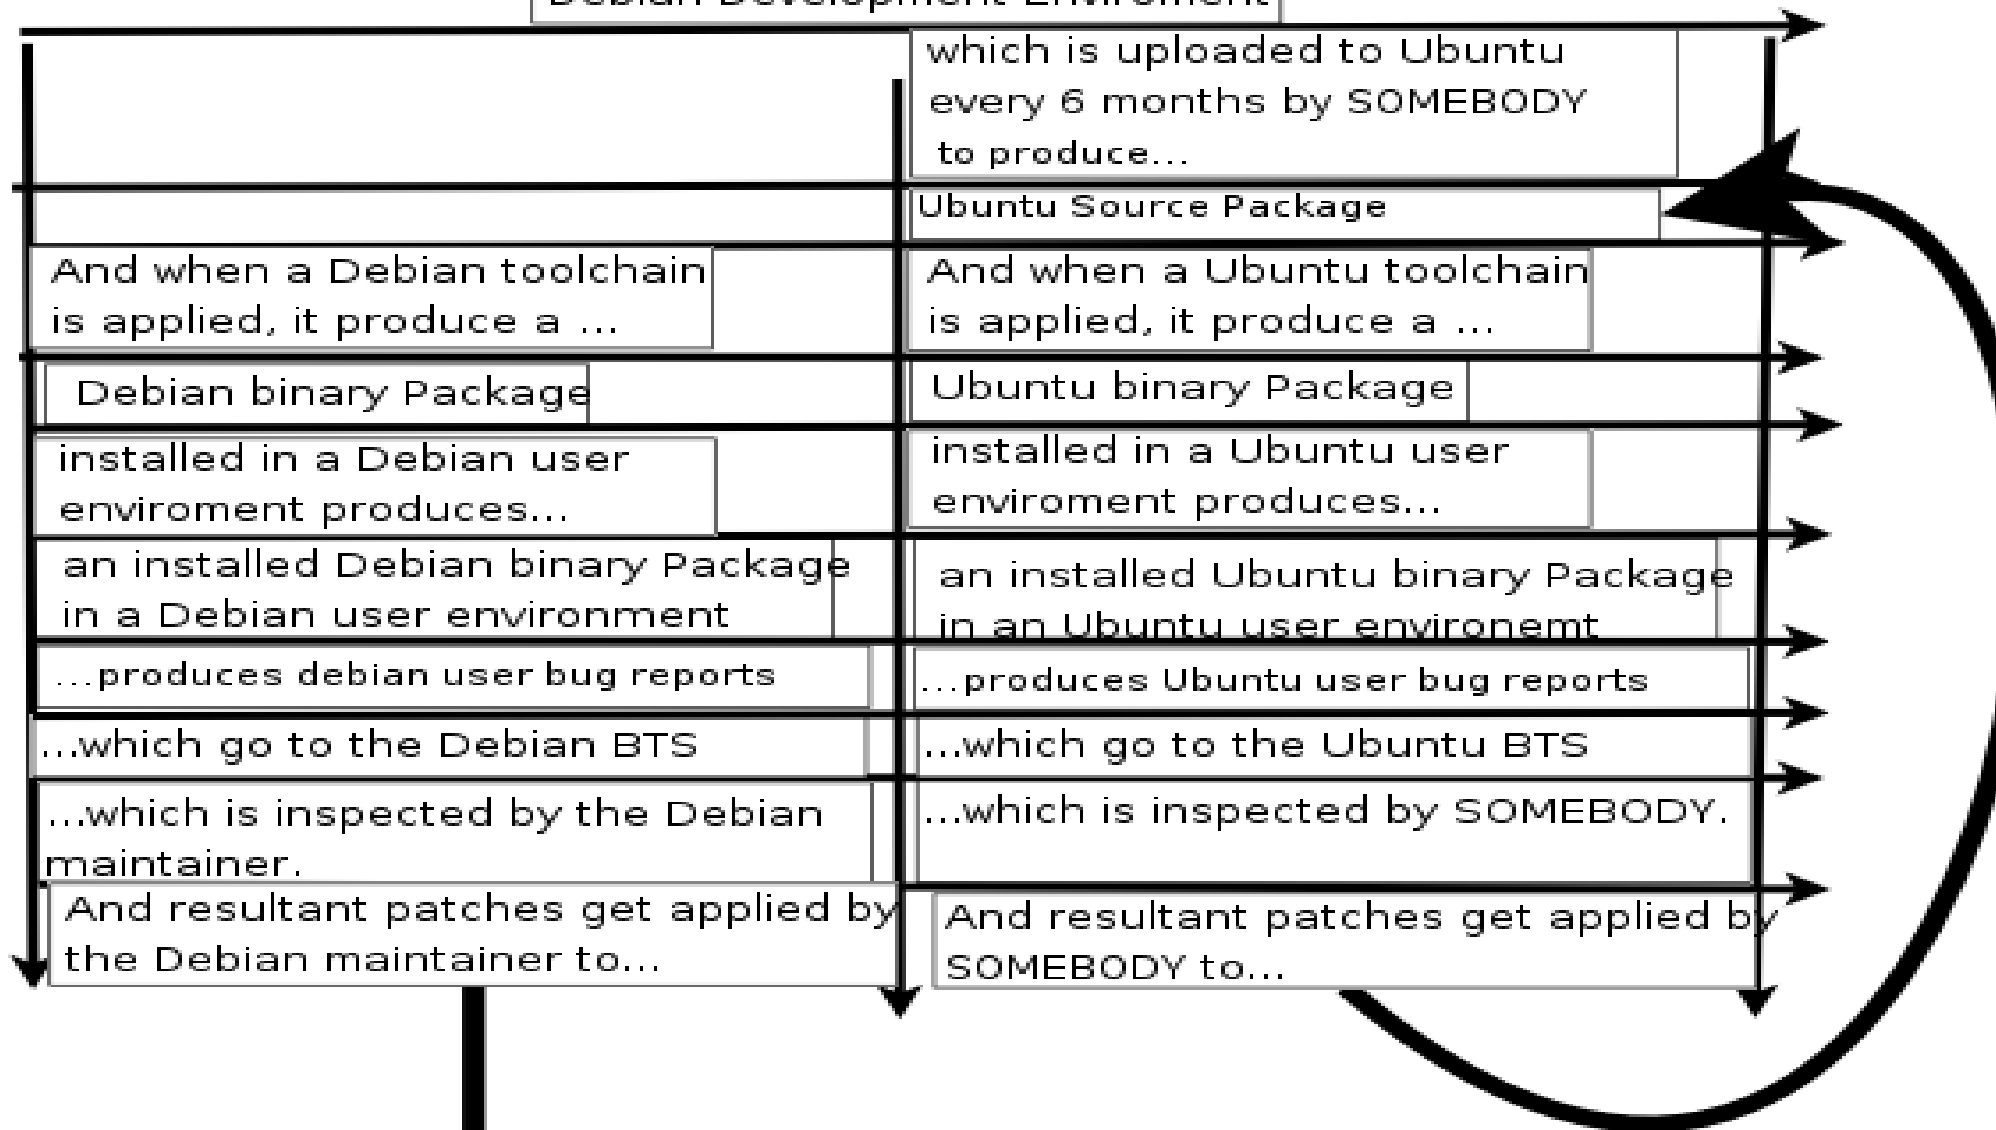 Debian Development Enviroment
which is uploaded to Ubuntu
every 6 months by SOMEBODY
to produce...
Ubuntu Source Package
And when a Debian toolchain
is applied, it produce a ...
And when a Ubuntu toolchain
is applied, it produce a ...
Debian binary Package
Ubuntu binary Package
installed in a Debian user
enviroment produces...
installed in a Ubuntu user
enviroment produces...
an installed Debian binary Package
in a Debian user environment
an installed Ubuntu binary Package
in an Ubuntu user environemt
...produces debian user bug reports
...produces Ubuntu user bug reports
...which go to the Debian BTS
...which go to the Ubuntu BTS
...which is inspected by the Debian
maintainer.
...which is inspected by SOMEBODY.
And resultant patches get applied by
the Debian maintainer to...
And resultant patches get applied by
SOMEBODY to...